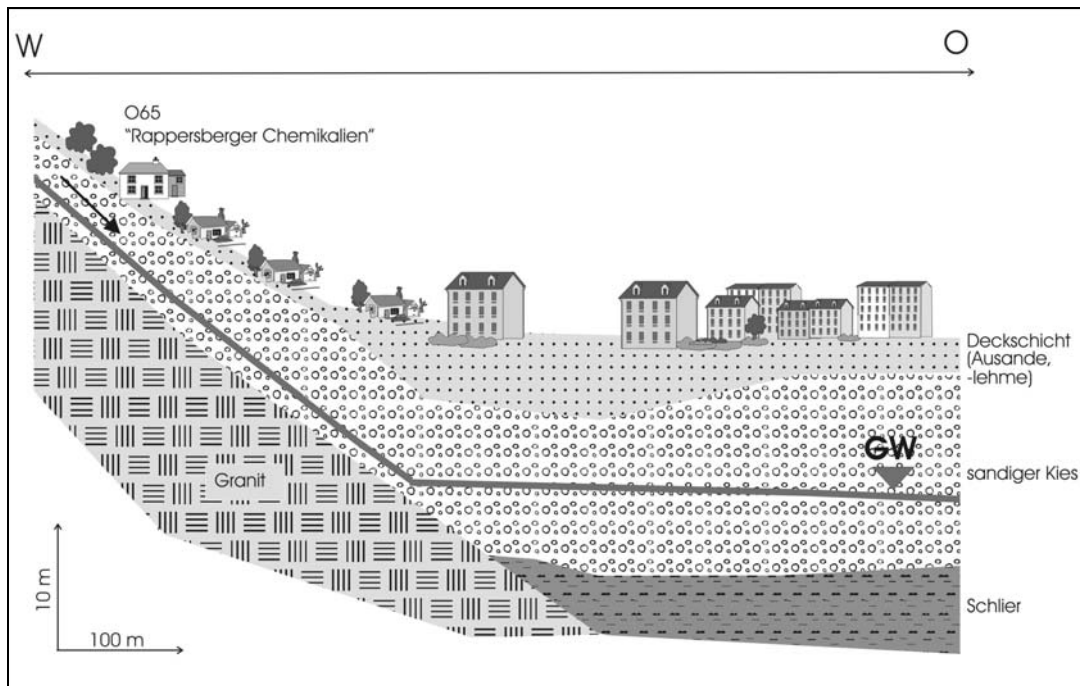 W
O
O65
"Rappersberger Chemikalien"
Deckschicht
(Ausande,
-lehme)
GW
sandiger Kies
Granit
Schlier
10 m
100 m